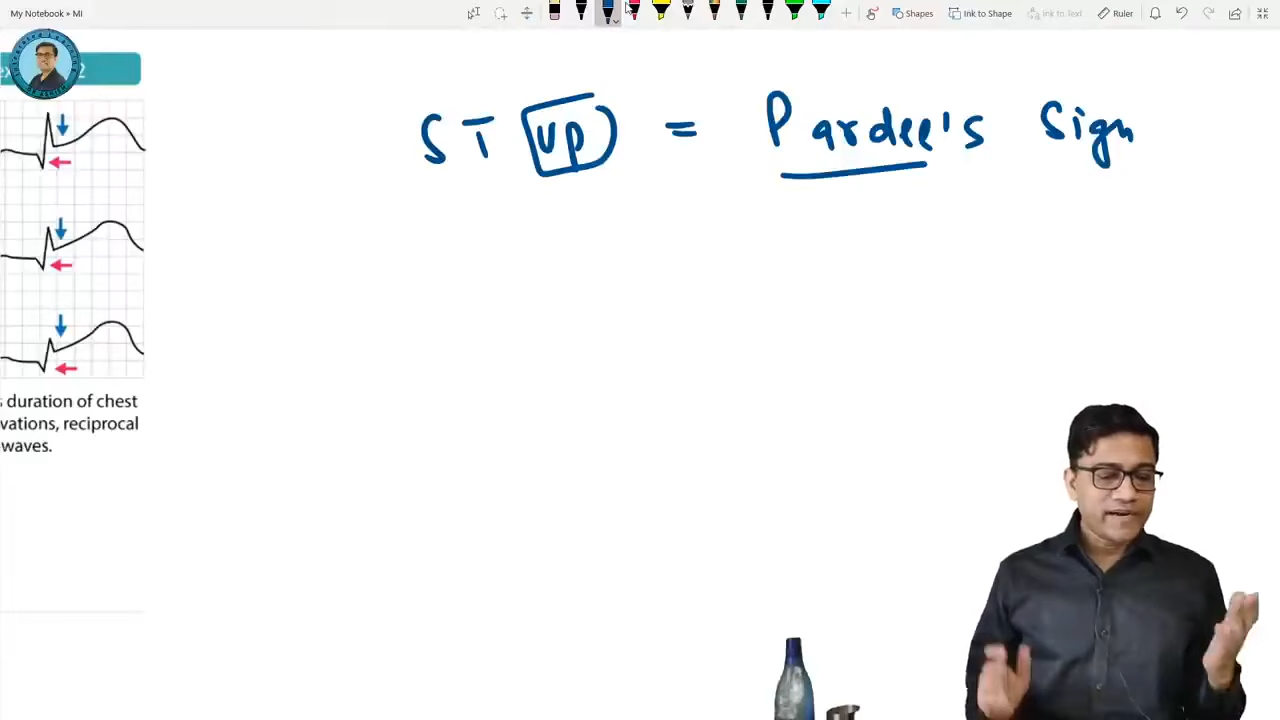 My Notebook » MI
Shapes
Ink to Shape
Ink to Text
Ruler
2
ST up = Pardee's Sign
duration of chest
vations, reciprocal
waves.